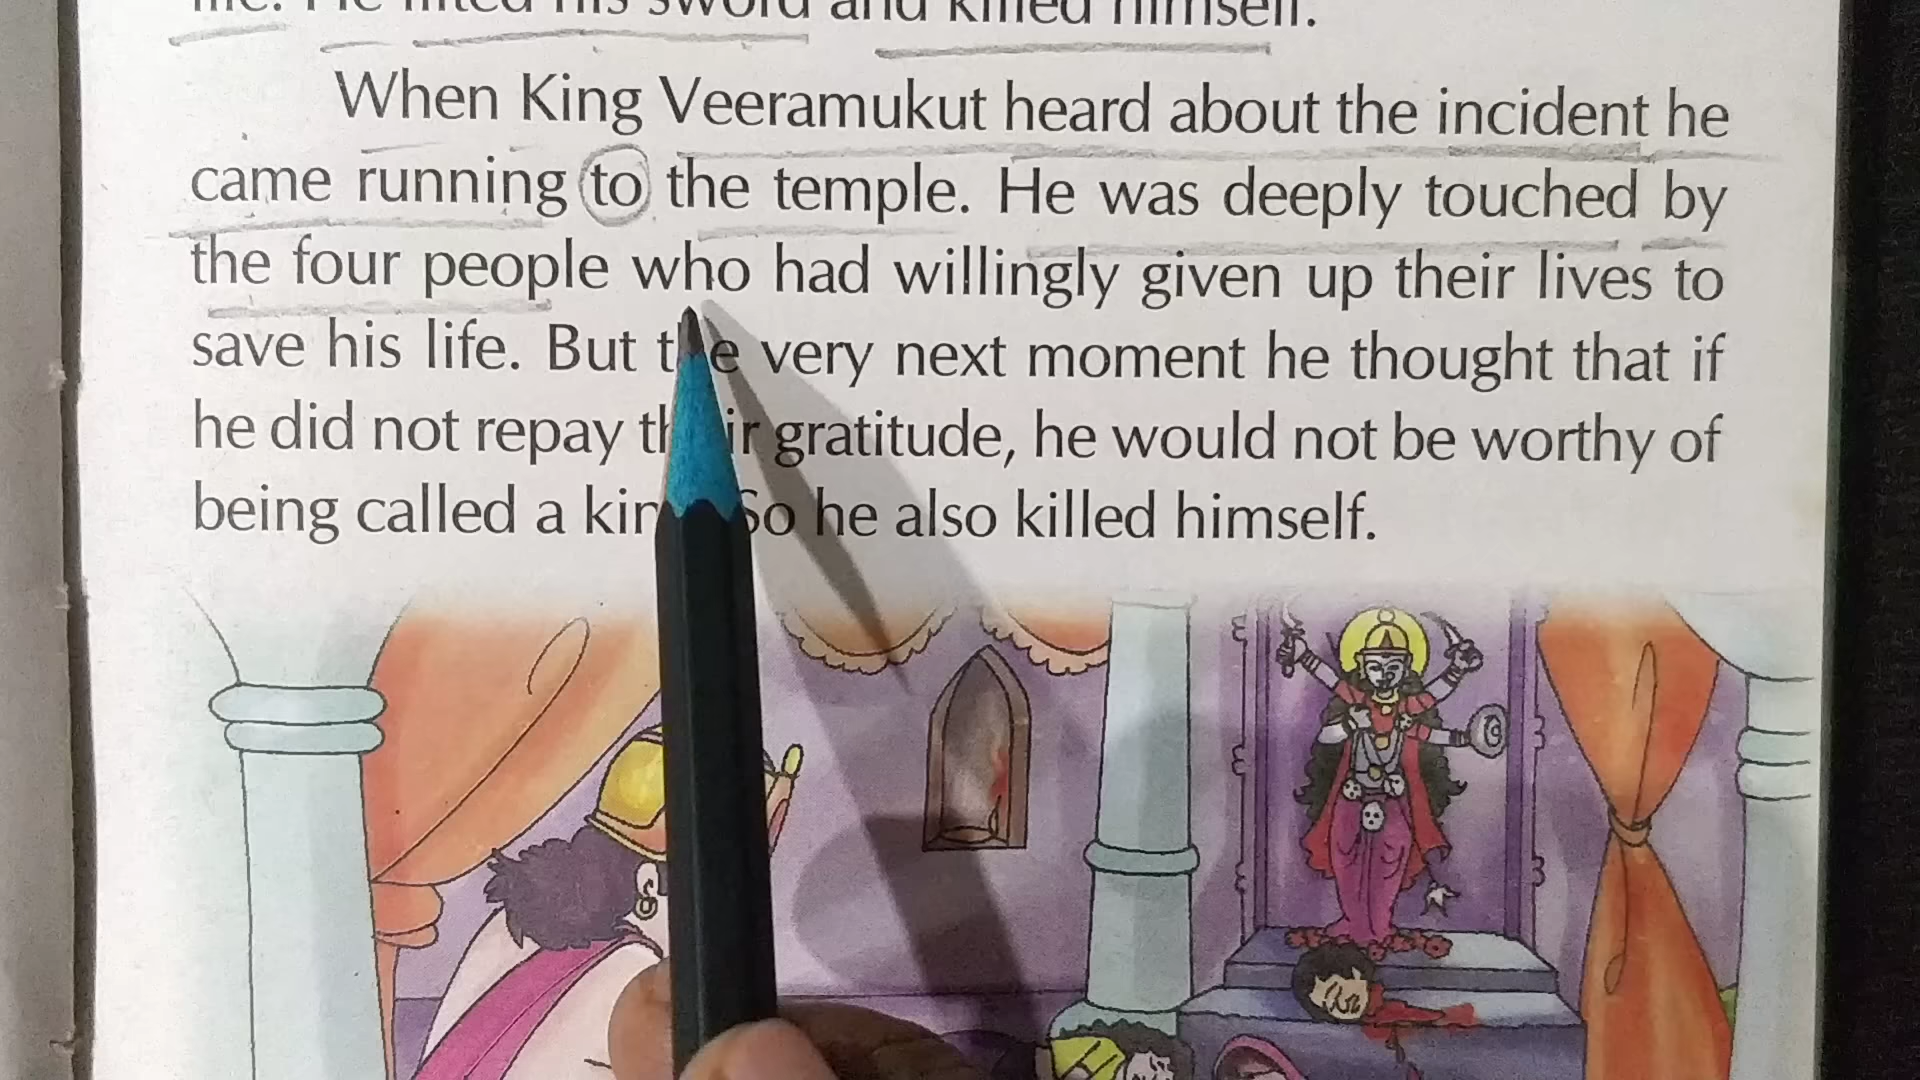 life. He lifted his sword and killed himself.
When King Veeramukut heard about the incident he
came running to the temple. He was deeply touched by
the four people who had willingly given up their lives to
save his life. But the very next moment he thought that if
he did not repay their gratitude, he would not be worthy of
being called a king. So he also killed himself.